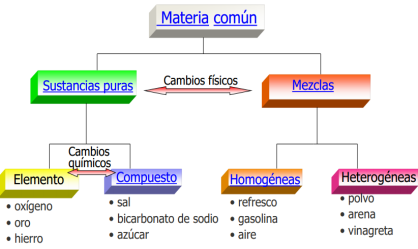 Materia común
Sustancias puras
Cambios físicos
Mezclas
Cambios
químicos
Elemento
Compuesto
Homogéneas
Heterogéneas
• oxígeno
• oro
• hierro
• sal
• bicarbonato de sodio
• azúcar
• refresco
• gasolina
• aire
• polvo
• arena
• vinagreta